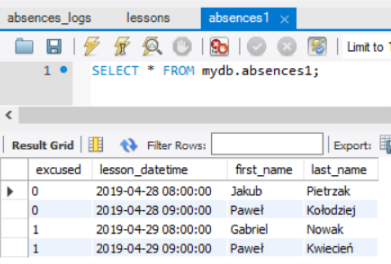 absences_logs lessons absences1
Limit to
1 SELECT * FROM mydb.absences1;
Result Grid Filter Rows: Export:
excused lesson_datetime first_name last_name
0 2019-04-28 08:00:00 Jakub Pietrzak
0 2019-04-28 09:00:00 Paweł Kołodziej
1 2019-04-29 08:00:00 Gabriel Nowak
1 2019-04-29 09:00:00 Paweł Kwiecień